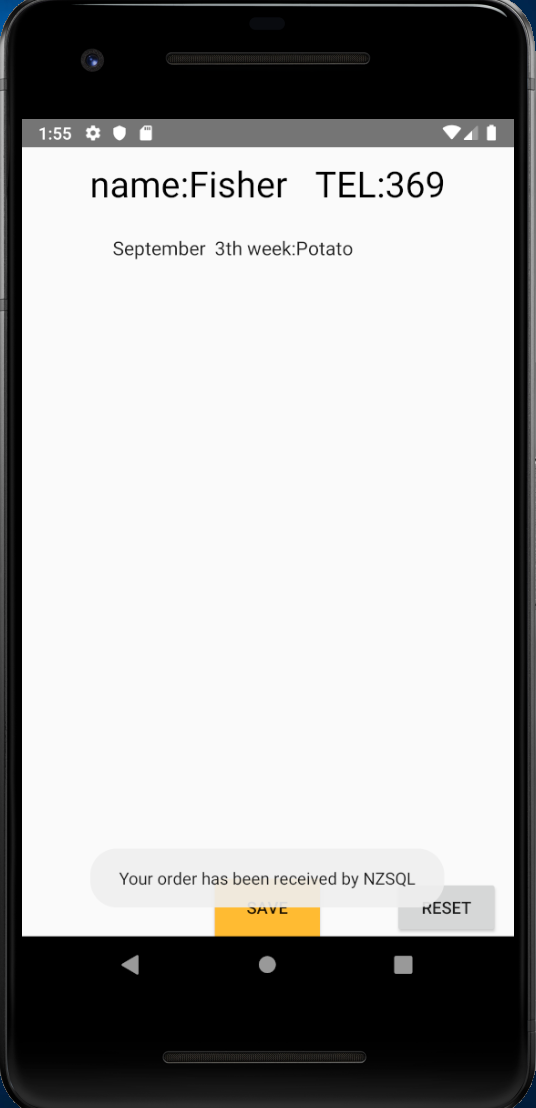 1:55
name:Fisher TEL:369
September 3th week:Potato
Your order has been received by NZSQL
SAVE RESET